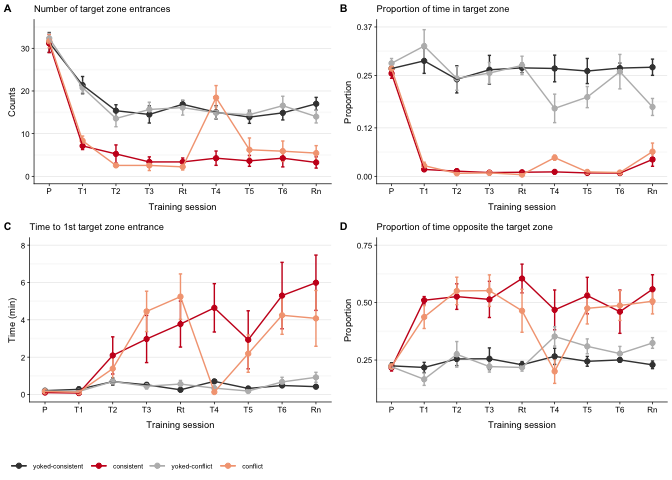 A Number of target zone entrances
30
20
10
0
Counts
P T1 T2 T3 Rt T4 T5 T6 Rn
Training session
B Proportion of time in target zone
0.37
0.25
0.12
0.00
Proportion
P T1 T2 T3 Rt T4 T5 T6 Rn
Training session
C Time to 1st target zone entrance
8
6
4
2
0
Time (min)
P T1 T2 T3 Rt T4 T5 T6 Rn
Training session
D Proportion of time opposite the target zone
0.75
0.50
0.25
Proportion
P T1 T2 T3 Rt T4 T5 T6 Rn
Training session
yoked-consistent consistent yoked-conflict conflict